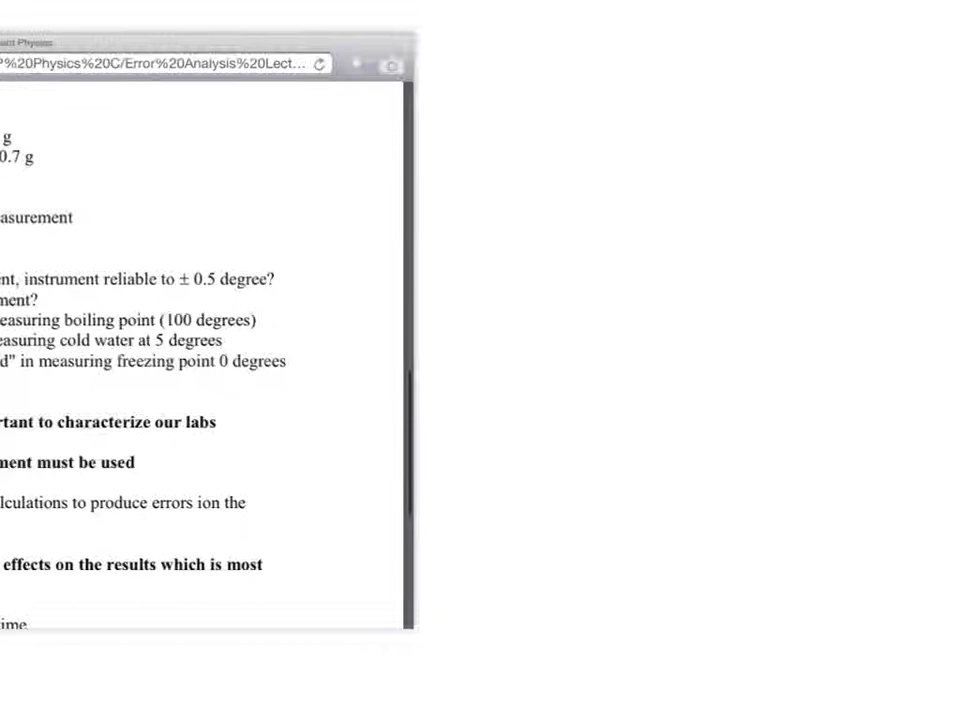 P%20Physics%20C/Error%20Analysis%20Lect...
g
0.7 g
asurement
nt, instrument reliable to ± 0.5 degree?
ment?
easuring boiling point (100 degrees)
easuring cold water at 5 degrees
d" in measuring freezing point 0 degrees
rtant to characterize our labs
ment must be used
lculations to produce errors ion the
effects on the results which is most
ime